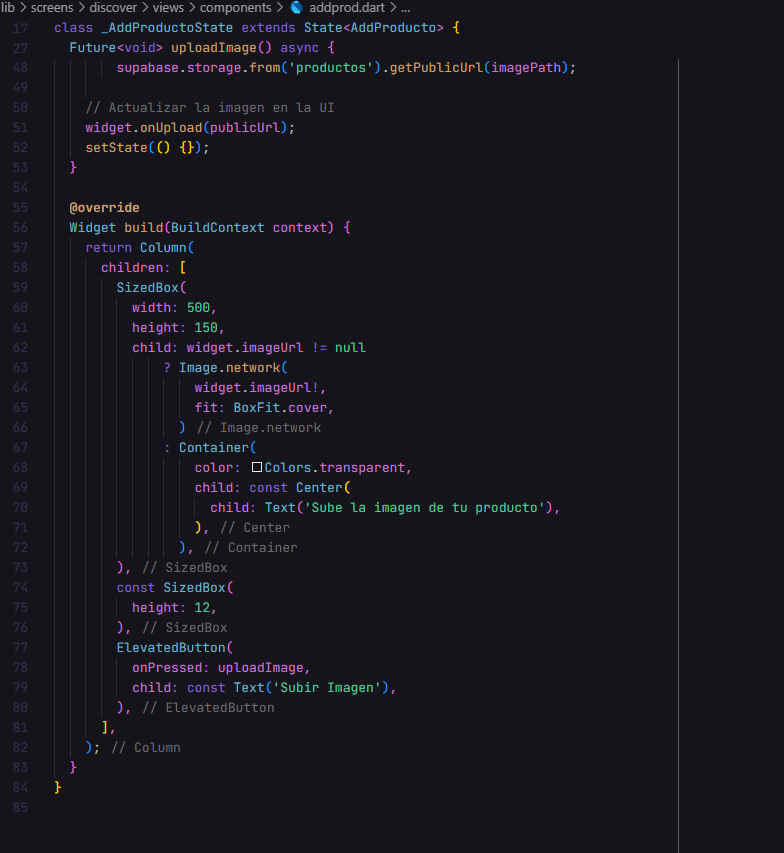 lib > screens > discover > views > components > addprod.dart > ...
17 class _AddProductoState extends State<AddProducto> {
27   Future<void> uploadImage() async {
48         supabase.storage.from('productos').getPublicUrl(imagePath);
49
50     // Actualizar la imagen en la UI
51     widget.onUpload(publicUrl);
52     setState(() {});
53   }
54
55   @override
56   Widget build(BuildContext context) {
57     return Column(
58       children: [
59         SizedBox(
60           width: 500,
61           height: 150,
62           child: widget.imageUrl != null
63               ? Image.network(
64                   widget.imageUrl!,
65                   fit: BoxFit.cover,
66                 ) // Image.network
67               : Container(
68                   color: Colors.transparent,
69                   child: const Center(
70                     child: Text('Sube la imagen de tu producto'),
71                   ), // Center
72                 ), // Container
73         ), // SizedBox
74         const SizedBox(
75           height: 12,
76         ), // SizedBox
77         ElevatedButton(
78           onPressed: uploadImage,
79           child: const Text('Subir Imagen'),
80         ), // ElevatedButton
81       ],
82     ); // Column
83   }
84 }
85